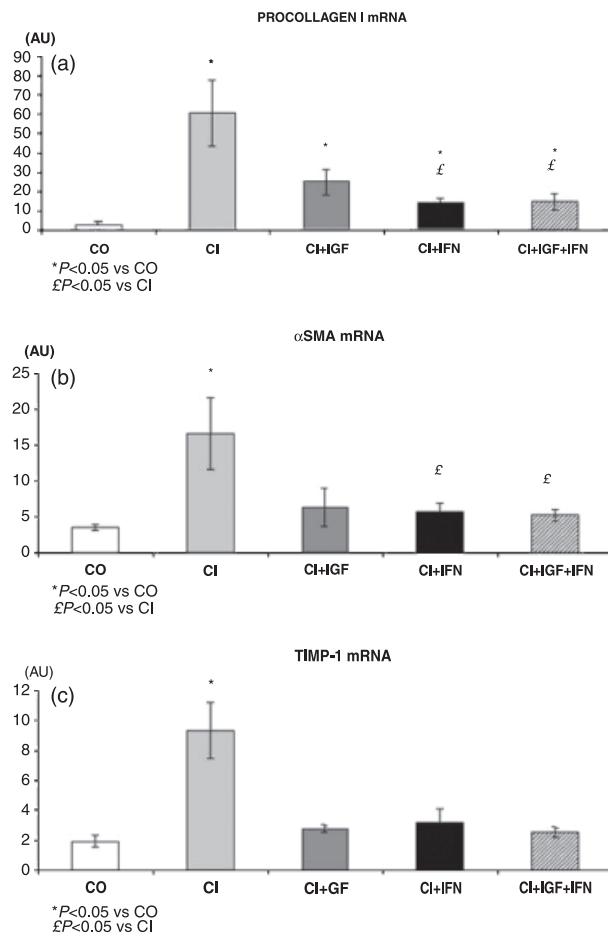 PROCOLLAGEN I mRNA
(AU)
(a)
90
80
70
60
50
40
30
20
10
0
*
*
*
£
*
£
CO CI CI+IGF CI+IFN CI+IGF+IFN
*P<0.05 vs CO
£P<0.05 vs CI
αSMA mRNA
(AU)
(b)
25
20
15
10
5
0
*
£
£
CO CI CI+IGF CI+IFN CI+IGF+IFN
*P<0.05 vs CO
£P<0.05 vs CI
TIMP-1 mRNA
(AU)
(c)
12
10
8
6
4
2
0
*
CO CI CI+GF CI+IFN CI+IGF+IFN
*P<0.05 vs CO
£P<0.05 vs CI